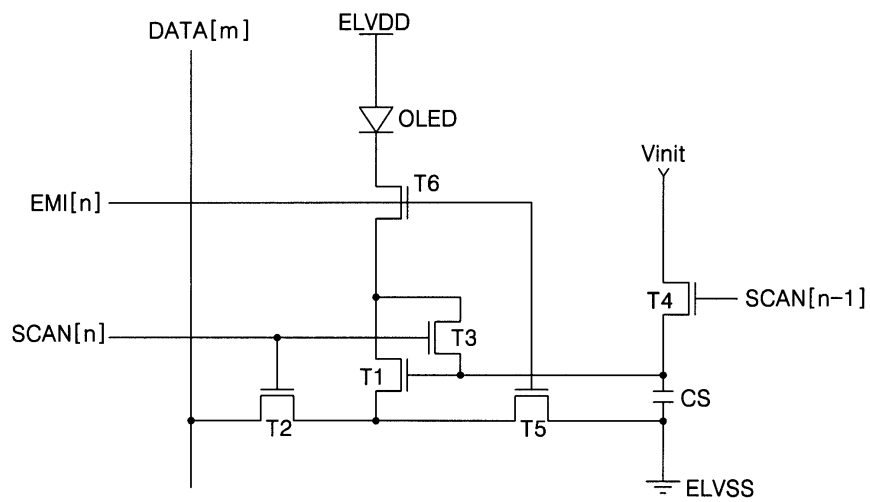 DATA[m]
ELVDD
OLED
Vinit
T6
EMI[n]
T4
SCAN[n-1]
SCAN[n]
T3
T1
CS
T2
T5
ELVSS